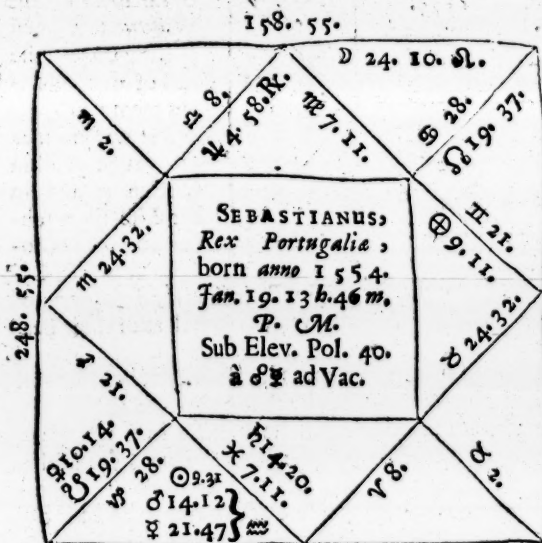 158. 55.
☽ 24. 10. ♌.
♎ 8.
♃ 4. 58. ℞.
♍ 7. 11.
♋ 28.
☊ 19. 37.
♏ 2.
♊ 21.
⊕ 9. 11.
♏ 24. 32.
248. 55.
SEBASTIANUS,
Rex Portugaliæ,
born anno 1554.
Jan. 19. 13 h. 46 m.
P. M.
Sub Elev. Pol. 40.
à ☌ ☿ ad Vac.
♉ 24. 32.
♐ 21.
♉ 2.
♀ 10. 14.
☋ 19. 37.
♑ 28.
☉ 9. 31
♂ 14. 12
☿ 21. 47 } ♒
♄ 14. 20.
♓ 7. 11.
♈ 8.